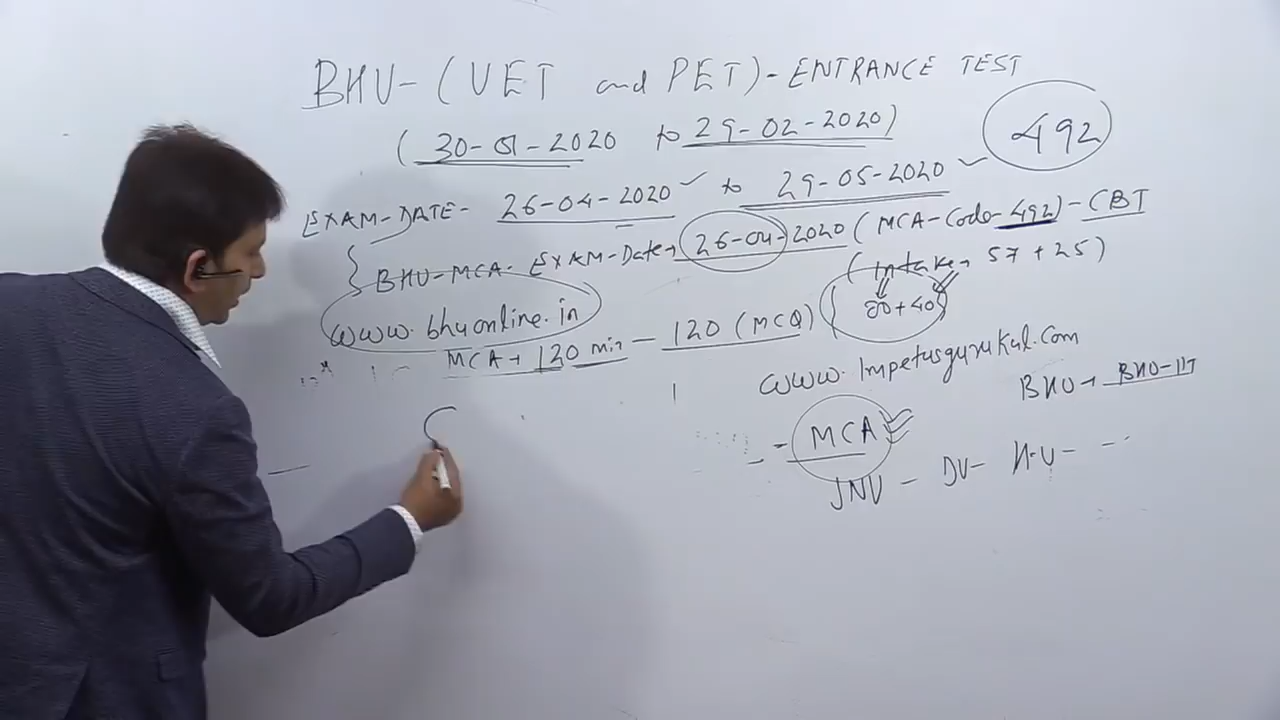 BHU-(UET and PET)-ENTRANCE TEST
(30-01-2020 to 29-02-2020)
492
EXAM-DATE- 26-04-2020 ✓ to 29-05-2020 ✓
BHU-MCA- EXAM-Date→ 26-04-2020 (MCA-Code-492)-CBT
(Intake→ 57+25)
www.bhuonline.in
80+40
MCA→ 120 min — 120 (MCQ)
www.Impetusgurukul.com
BHU→ BHU-IIT
- MCA
JNU - DU- H.U-